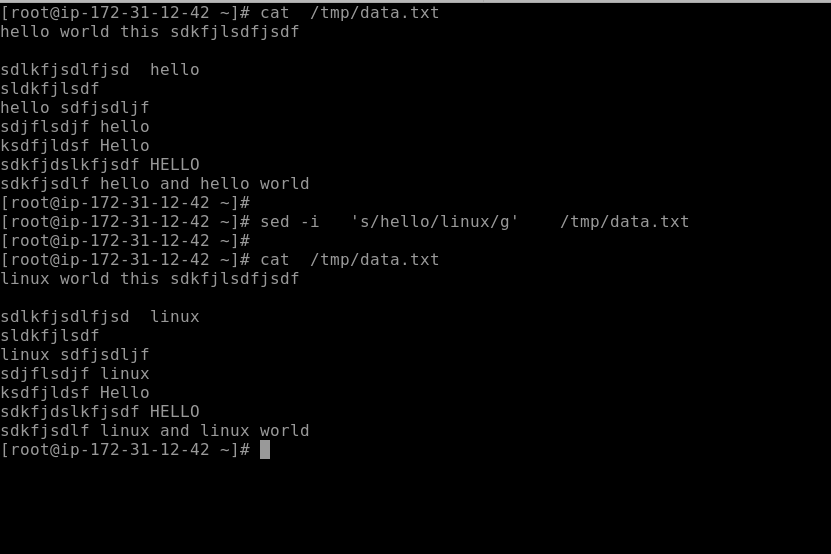 [root@ip-172-31-12-42 ~]# cat  /tmp/data.txt
hello world this sdkfjlsdfjsdf

sdlkfjsdlfjsd  hello
sldkfjlsdf
hello sdfjsdljf
sdjflsdjf hello
ksdfjldsf Hello
sdkfjdslkfjsdf HELLO
sdkfjsdlf hello and hello world
[root@ip-172-31-12-42 ~]#
[root@ip-172-31-12-42 ~]# sed -i   's/hello/linux/g'    /tmp/data.txt
[root@ip-172-31-12-42 ~]#
[root@ip-172-31-12-42 ~]# cat  /tmp/data.txt
linux world this sdkfjlsdfjsdf

sdlkfjsdlfjsd  linux
sldkfjlsdf
linux sdfjsdljf
sdjflsdjf linux
ksdfjldsf Hello
sdkfjdslkfjsdf HELLO
sdkfjsdlf linux and linux world
[root@ip-172-31-12-42 ~]#